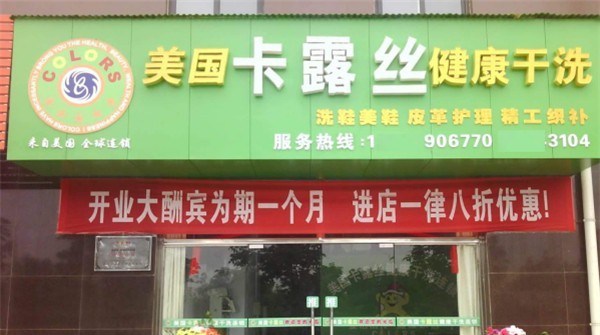 COLORS
来自美国 全球连锁
美国卡露丝健康干洗
洗鞋美鞋 皮革护理 精工织补
服务热线:1 906770 3104
开业大酬宾为期一个月 进店一律八折优惠!